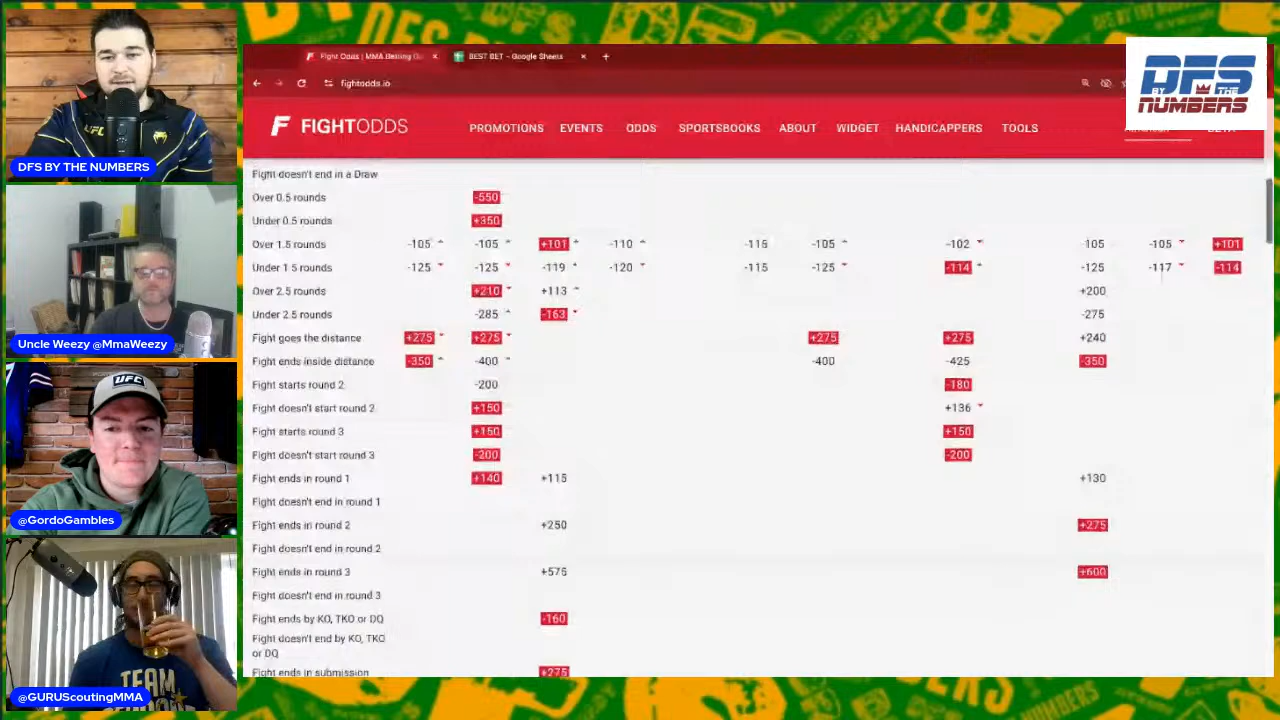 Fight Odds | MMA Betting O
BEST BET - Google Sheets
fightodds.io
DFS
BY THE
NUMBERS
FIGHTODDS
PROMOTIONS EVENTS ODDS SPORTSBOOKS ABOUT WIDGET HANDICAPPERS TOOLS
Fight doesn't end in a Draw
Over 0.5 rounds -550
Under 0.5 rounds +350
Over 1.5 rounds -105 -105 +101 -110 -115 -105 -102 -105 -105 +101
Under 1.5 rounds -125 -125 -119 -120 -115 -125 -114 -125 -117 -114
Over 2.5 rounds +210 +113 +200
Under 2.5 rounds -285 -163 -275
Fight goes the distance +275 +275 +275 +275 +240
Fight ends inside distance -350 -400 -400 -425 -350
Fight starts round 2 -200 -180
Fight doesn't start round 2 +150 +136
Fight starts round 3 +150 +150
Fight doesn't start round 3 -200 -200
Fight ends in round 1 +140 +115 +130
Fight doesn't end in round 1
Fight ends in round 2 +250 +275
Fight doesn't end in round 2
Fight ends in round 3 +575 +600
Fight doesn't end in round 3
Fight ends by KO, TKO or DQ -160
Fight doesn't end by KO, TKO
or DQ
Fight ends in submission +275
UFC
DFS BY THE NUMBERS
Uncle Weezy @MmaWeezy
UFC
@GordoGambles
TEAM
@GURUScoutingMMA